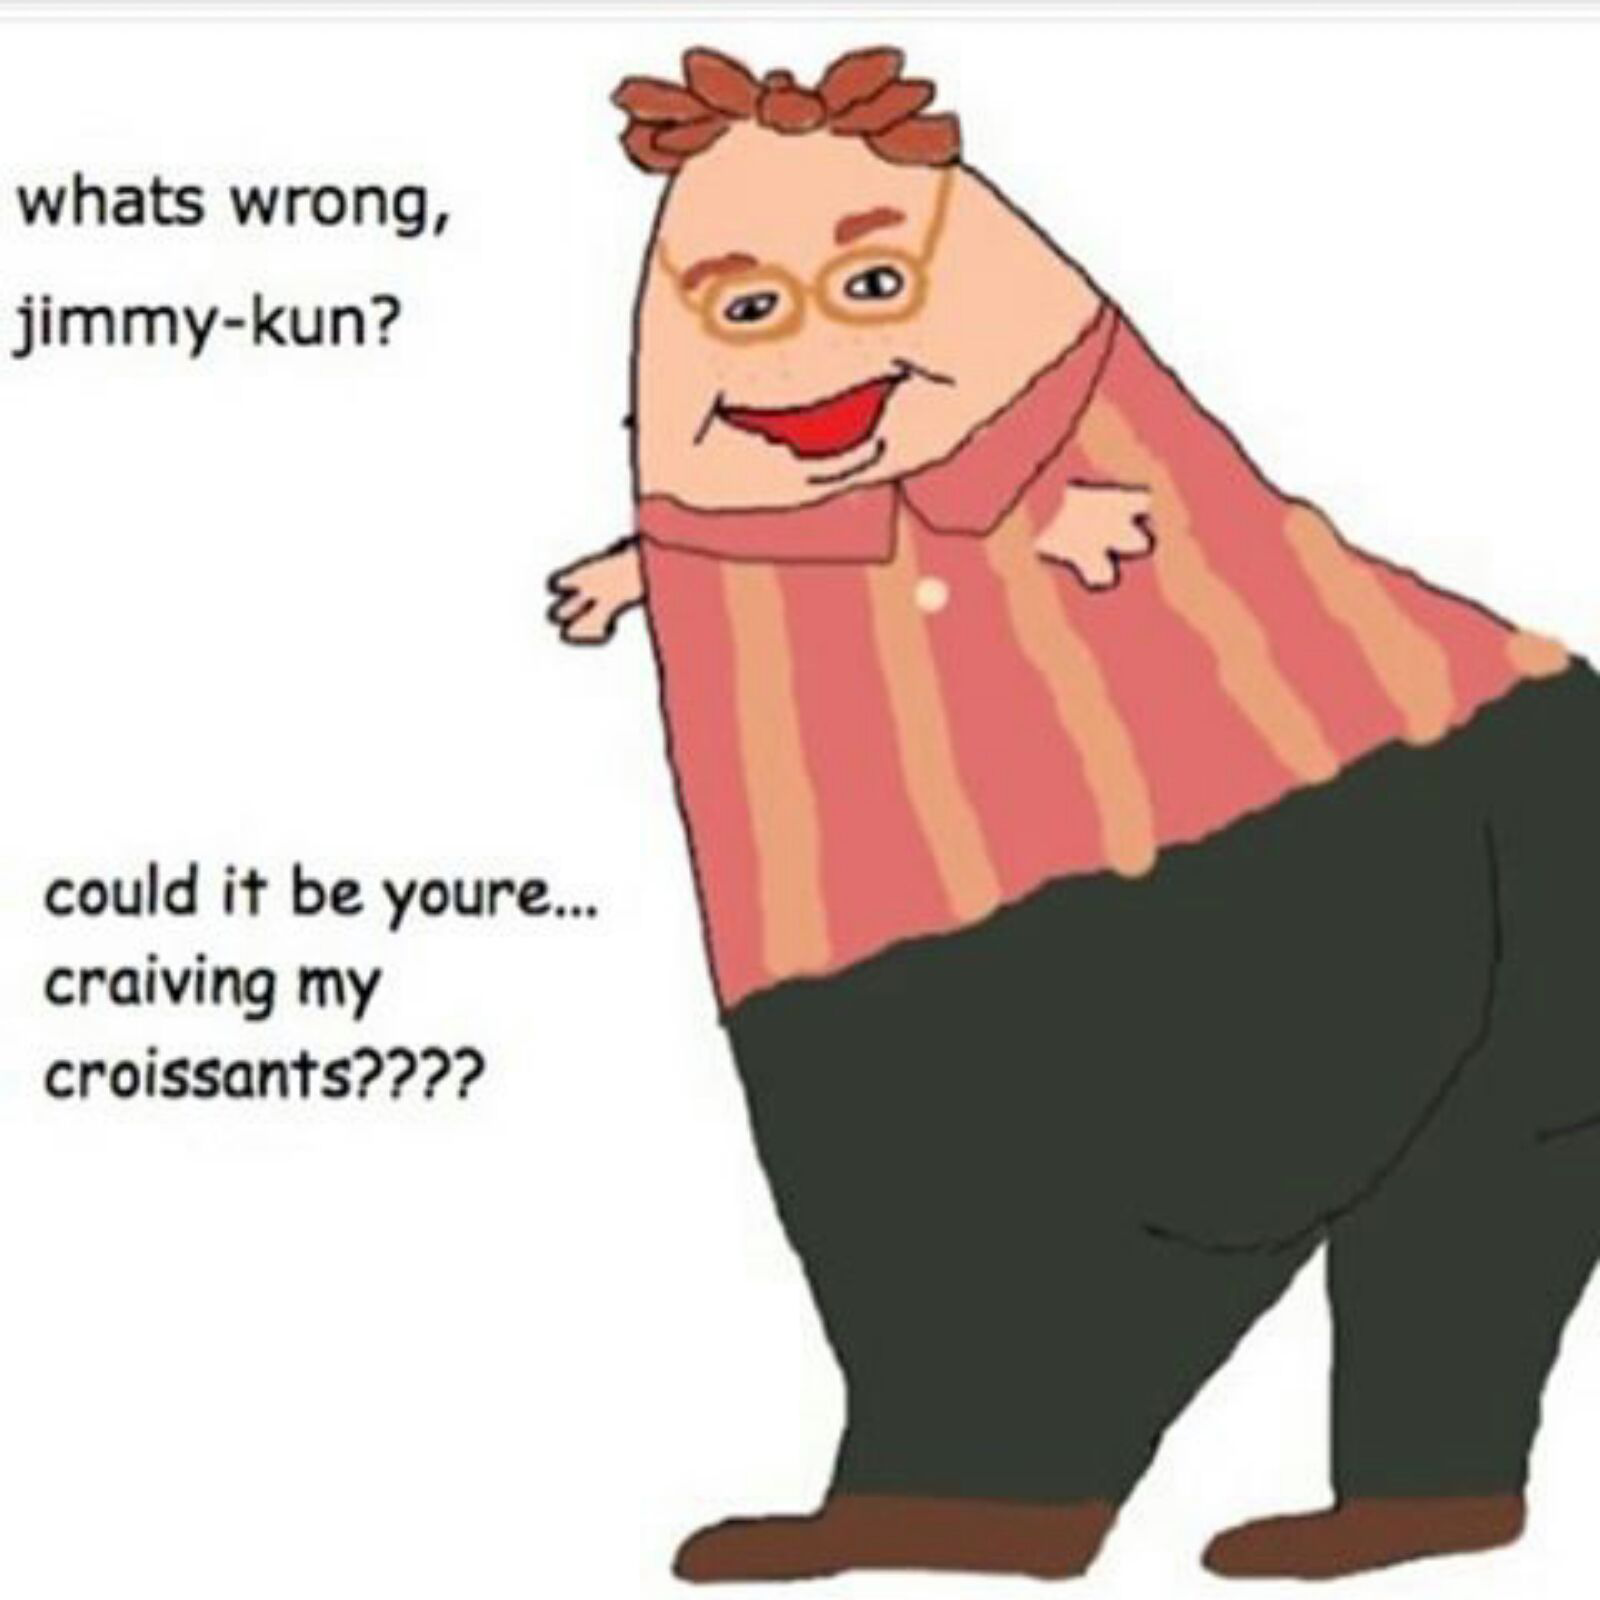 whats wrong,
jimmy-kun?
could it be youre...
craiving my
croissants????